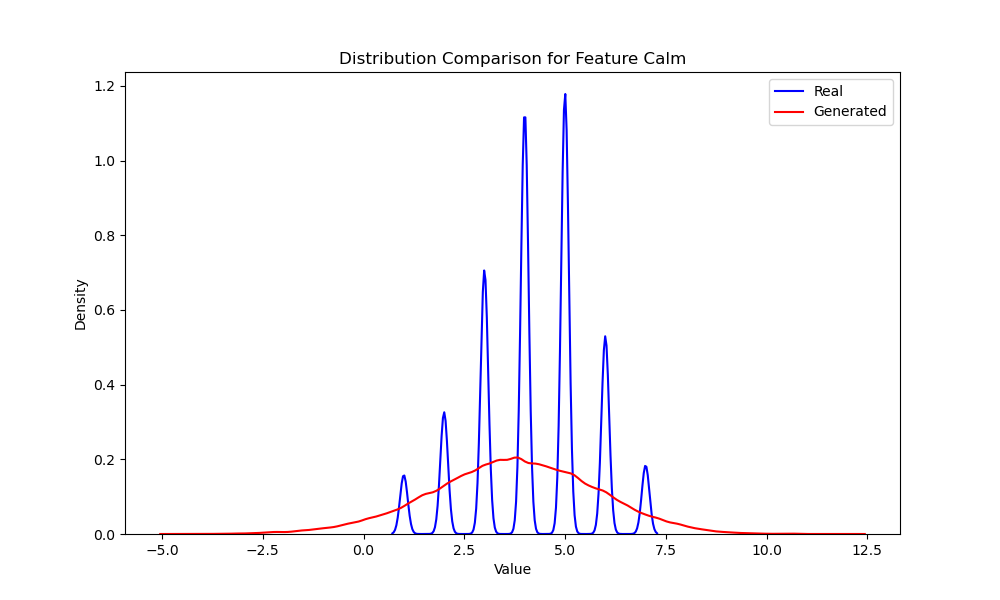 Distribution Comparison for Feature Calm
Real
Generated
1.2
1.0
0.8
0.6
0.4
0.2
0.0
Density
−5.0 −2.5 0.0 2.5 5.0 7.5 10.0 12.5
Value